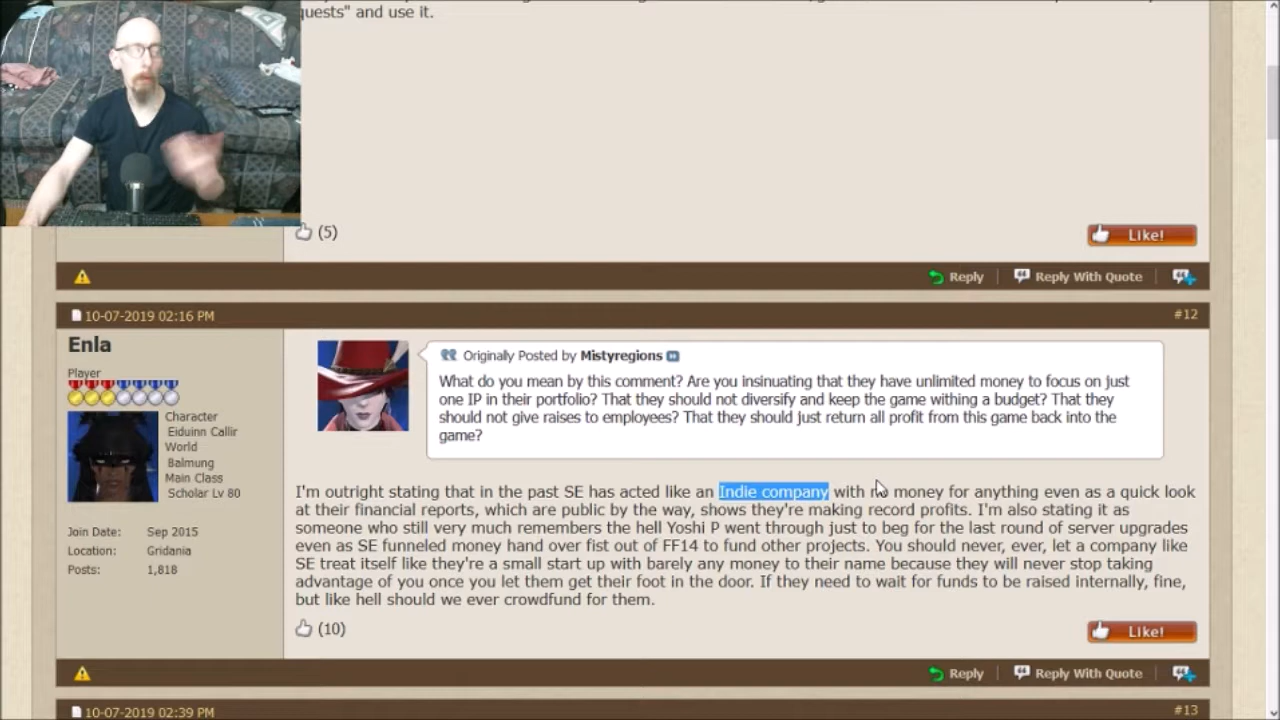 quests" and use it.
(5)
Like!
Reply
Reply With Quote
10-07-2019 02:16 PM
#12
Enla
Player
Character
Eiduinn Callir
World
Balmung
Main Class
Scholar Lv 80
Join Date: Sep 2015
Location: Gridania
Posts: 1,818
Originally Posted by Mistyregions
What do you mean by this comment? Are you insinuating that they have unlimited money to focus on just
one IP in their portfolio? That they should not diversify and keep the game withing a budget? That they
should not give raises to employees? That they should just return all profit from this game back into the
game?
I'm outright stating that in the past SE has acted like an Indie company with no money for anything even as a quick look
at their financial reports, which are public by the way, shows they're making record profits. I'm also stating it as
someone who still very much remembers the hell Yoshi P went through just to beg for the last round of server upgrades
even as SE funneled money hand over fist out of FF14 to fund other projects. You should never, ever, let a company like
SE treat itself like they're a small start up with barely any money to their name because they will never stop taking
advantage of you once you let them get their foot in the door. If they need to wait for funds to be raised internally, fine,
but like hell should we ever crowdfund for them.
(10)
Like!
Reply
Reply With Quote
10-07-2019 02:39 PM
#13